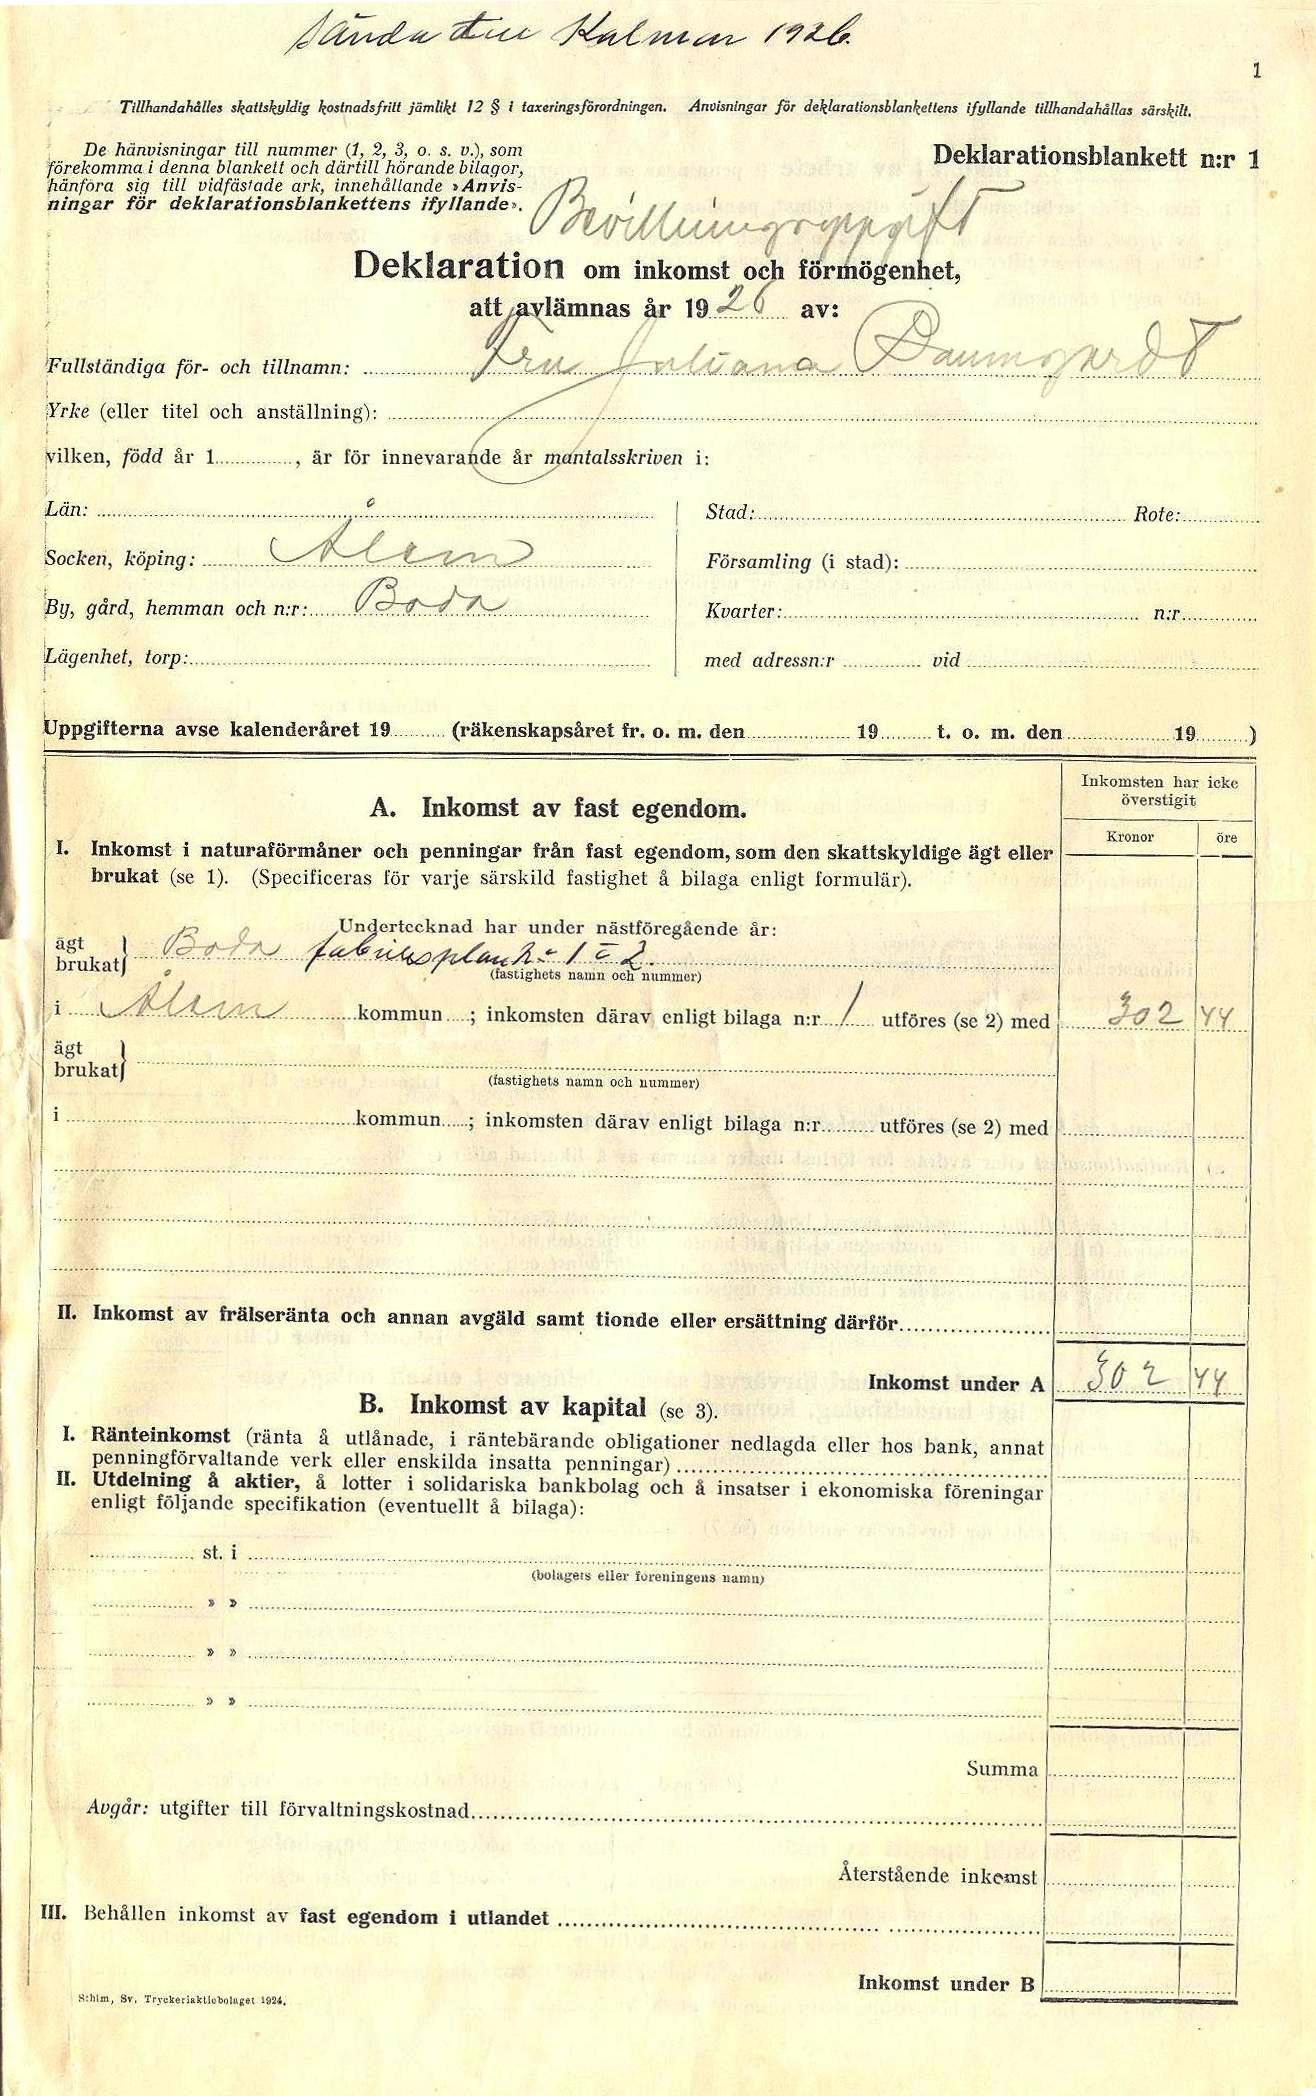 Sända den Kalmar 1926.
1
Tillhandahålles skattskyldig kostnadsfritt jämlikt 12 § i taxeringsförordningen. Anvisningar för deklarationsblankettens ifyllande tillhandahållas särskilt.
De hänvisningar till nummer (1, 2, 3, o. s. v.), som
förekomma i denna blankett och därtill hörande bilagor,
hänföra sig till vidfästade ark, innehållande »Anvis-
ningar för deklarationsblankettens ifyllande».
Deklarationsblankett n:r 1
Bevillningsuppgift
Deklaration om inkomst och förmögenhet,
att avlämnas år 1926 av:
Fullständiga för- och tillnamn: Fru Juliana Baumgardt
Yrke (eller titel och anställning):
vilken, född år 1, är för innevarande år mantalsskriven i:
Län:
Socken, köping: Ålem
By, gård, hemman och n:r: Boda
Lägenhet, torp:
Stad: Rote:
Församling (i stad):
Kvarter: n:r
med adressn:r vid
Uppgifterna avse kalenderåret 19 (räkenskapsåret fr. o. m. den 19 t. o. m. den 19 )
Inkomsten har icke
överstigit
Kronor öre
A. Inkomst av fast egendom.
I. Inkomst i naturaförmåner och penningar från fast egendom, som den skattskyldige ägt eller
brukat (se 1). (Specificeras för varje särskild fastighet å bilaga enligt formulär).
Undertecknad har under nästföregående år:
ägt
brukat } Boda fabriksplan 1 2.
(fastighets namn och nummer)
i Ålem kommun ; inkomsten därav enligt bilaga n:r 1 utföres (se 2) med 302 44
ägt
brukat }
(fastighets namn och nummer)
i kommun ; inkomsten därav enligt bilaga n:r utföres (se 2) med
II. Inkomst av frälseränta och annan avgäld samt tionde eller ersättning därför
Inkomst under A 302 44
B. Inkomst av kapital (se 3).
I. Ränteinkomst (ränta å utlånade, i räntebärande obligationer nedlagda eller hos bank, annat
penningförvaltande verk eller enskilda insatta penningar)
II. Utdelning å aktier, å lotter i solidariska bankbolag och å insatser i ekonomiska föreningar
enligt följande specifikation (eventuellt å bilaga):
st. i
(bolagets eller föreningens namn)
» »
» »
» »
Summa
Avgår: utgifter till förvaltningskostnad
Återstående inkomst
III. Behållen inkomst av fast egendom i utlandet
Inkomst under B
S:hlm, Sv. Tryckeriaktiebolaget 1924.